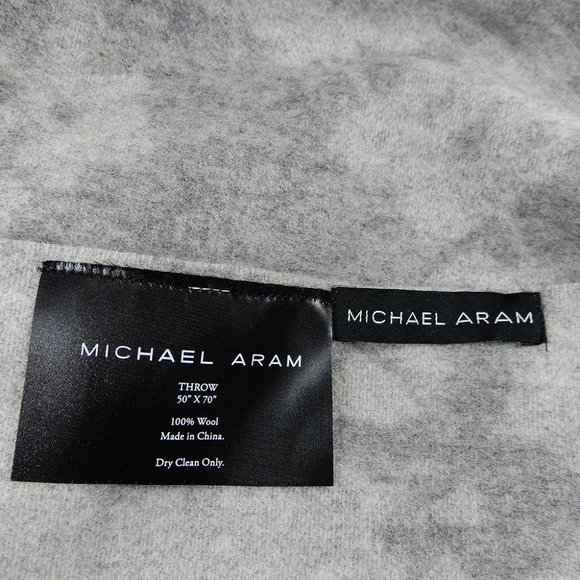 MICHAEL ARAM
THROW
50" X 70"
100% Wool
Made in China.
Dry Clean Only.
MICHAEL ARAM